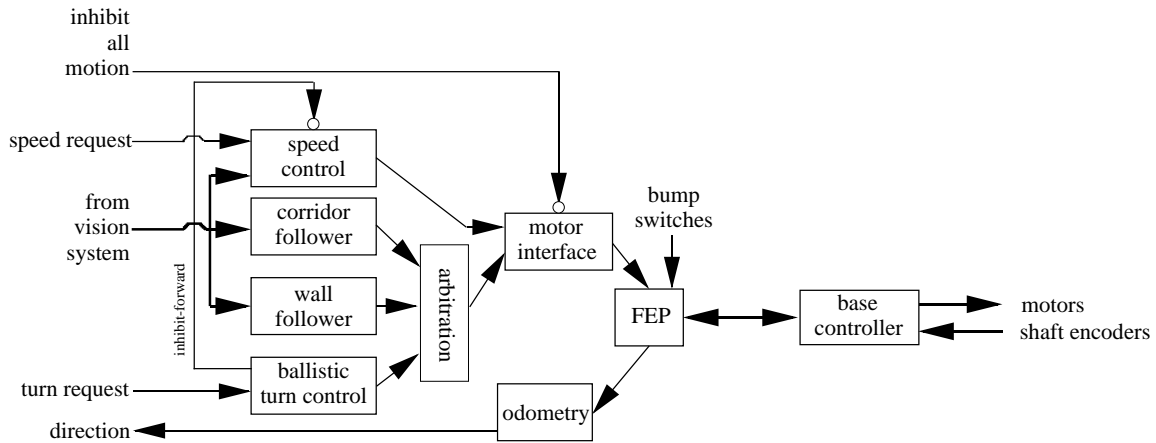 inhibit
all
motion
speed request
speed
control
from
vision
system
corridor
follower
motor
interface
bump
switches
inhibit-forward
wall
follower
arbitration
FEP
base
controller
motors
shaft encoders
turn request
ballistic
turn control
odometry
direction